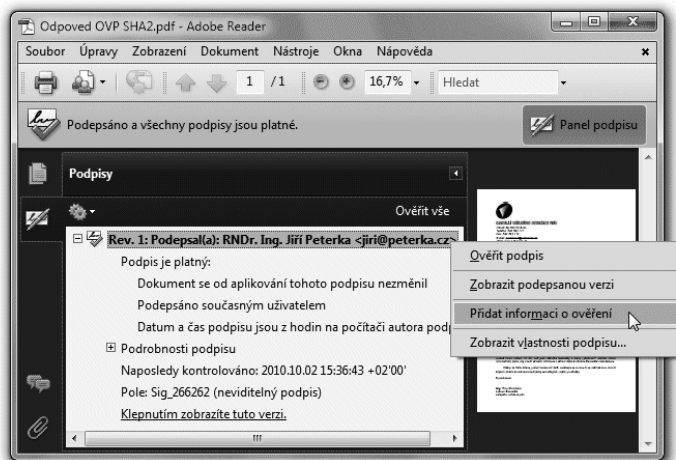 Odpoved OVP SHA2.pdf - Adobe Reader
Soubor Úpravy Zobrazení Dokument Nástroje Okna Nápověda
1 /1 16,7% Hledat
Podepsáno a všechny podpisy jsou platné.
Panel podpisu
Podpisy
Ověřit vše
Rev. 1: Podepsal(a): RNDr. Ing. Jiří Peterka <jiri@peterka.cz>
Podpis je platný:
Dokument se od aplikování tohoto podpisu nezměnil
Podepsáno současným uživatelem
Datum a čas podpisu jsou z hodin na počítači autora
Podrobnosti podpisu
Naposledy kontrolováno: 2010.10.02 15:36:43 +02'00'
Pole: Sig_266262 (neviditelný podpis)
Klepnutím zobrazíte tuto verzi.
Ověřit podpis
Zobrazit podepsanou verzi
Přidat informaci o ověření
Zobrazit vlastnosti podpisu...